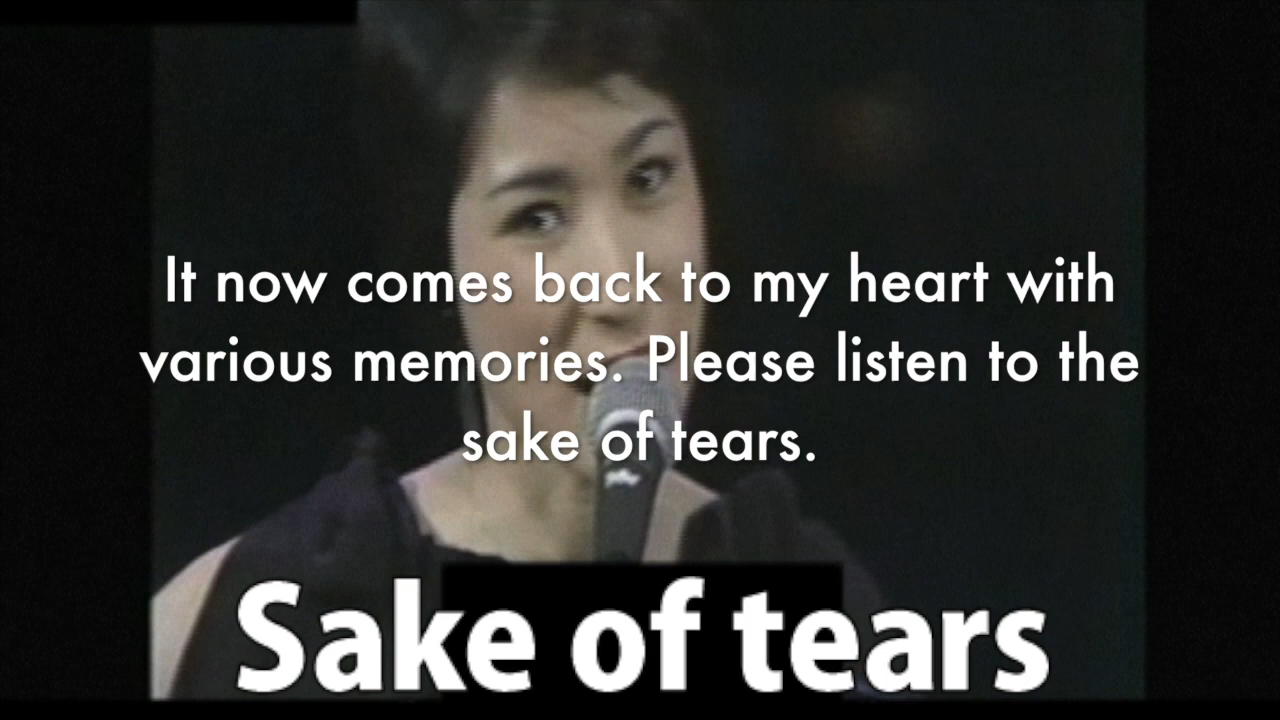 It now comes back to my heart with
various memories. Please listen to the
sake of tears.
Sake of tears